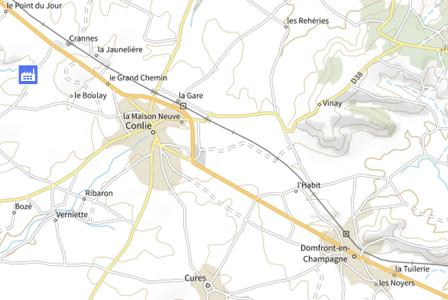 le Point du Jour
les Rehéries
Crannes
la Jaunelière
le Grand Chemin
D38
le Boulay
la Gare
Vinay
la Maison Neuve
Conlie
l'Habit
Ribaron
Bozé
Verniette
Domfront-en-
Champagne
la Tuilerie
Cures
les Noyers